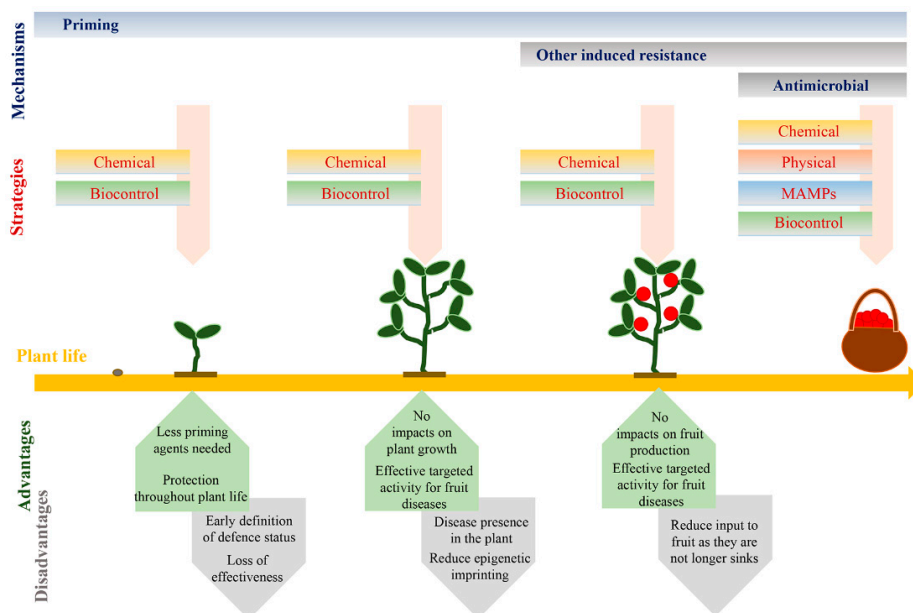 Mechanisms
Priming
Other induced resistance
Antimicrobial
Strategies
Chemical
Biocontrol
Chemical
Biocontrol
Chemical
Biocontrol
Chemical
Physical
MAMPs
Biocontrol
Plant life
Advantages
Less priming
agents needed
Protection
throughout plant life
No
impacts on
plant growth
Effective targeted
activity for fruit
diseases
No
impacts on fruit
production
Effective targeted
activity for fruit
diseases
Disadvantages
Early definition
of defence status
Loss of
effectiveness
Disease presence
in the plant
Reduce epigenetic
imprinting
Reduce input to
fruit as they are
not longer sinks